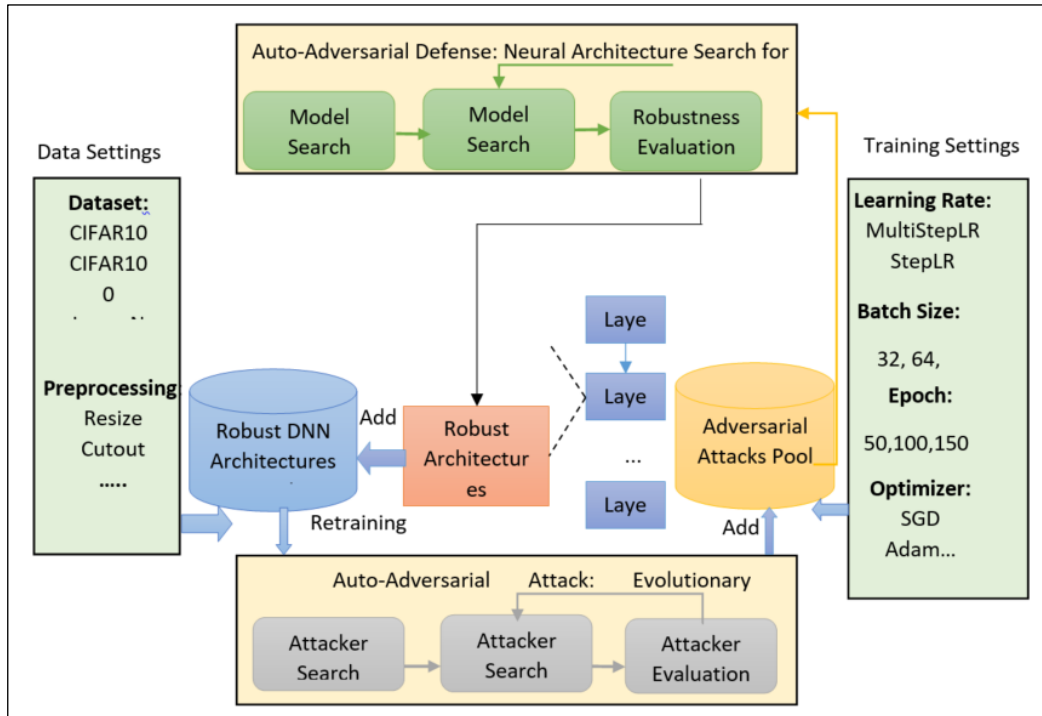 Auto-Adversarial Defense: Neural Architecture Search for
Model
Search
Model
Search
Robustness
Evaluation
Data Settings
Dataset:
CIFAR10
CIFAR10
0
Preprocessing:
Resize
Cutout
.....
Training Settings
Learning Rate:
MultiStepLR
StepLR
Batch Size:
32, 64,
Epoch:
50,100,150
Optimizer:
SGD
Adam...
Robust DNN
Architectures
Add
Robust
Architectur
es
Laye
Laye
...
Laye
Adversarial
Attacks Pool
Retraining
Add
Auto-Adversarial Attack: Evolutionary
Attacker
Search
Attacker
Search
Attacker
Evaluation